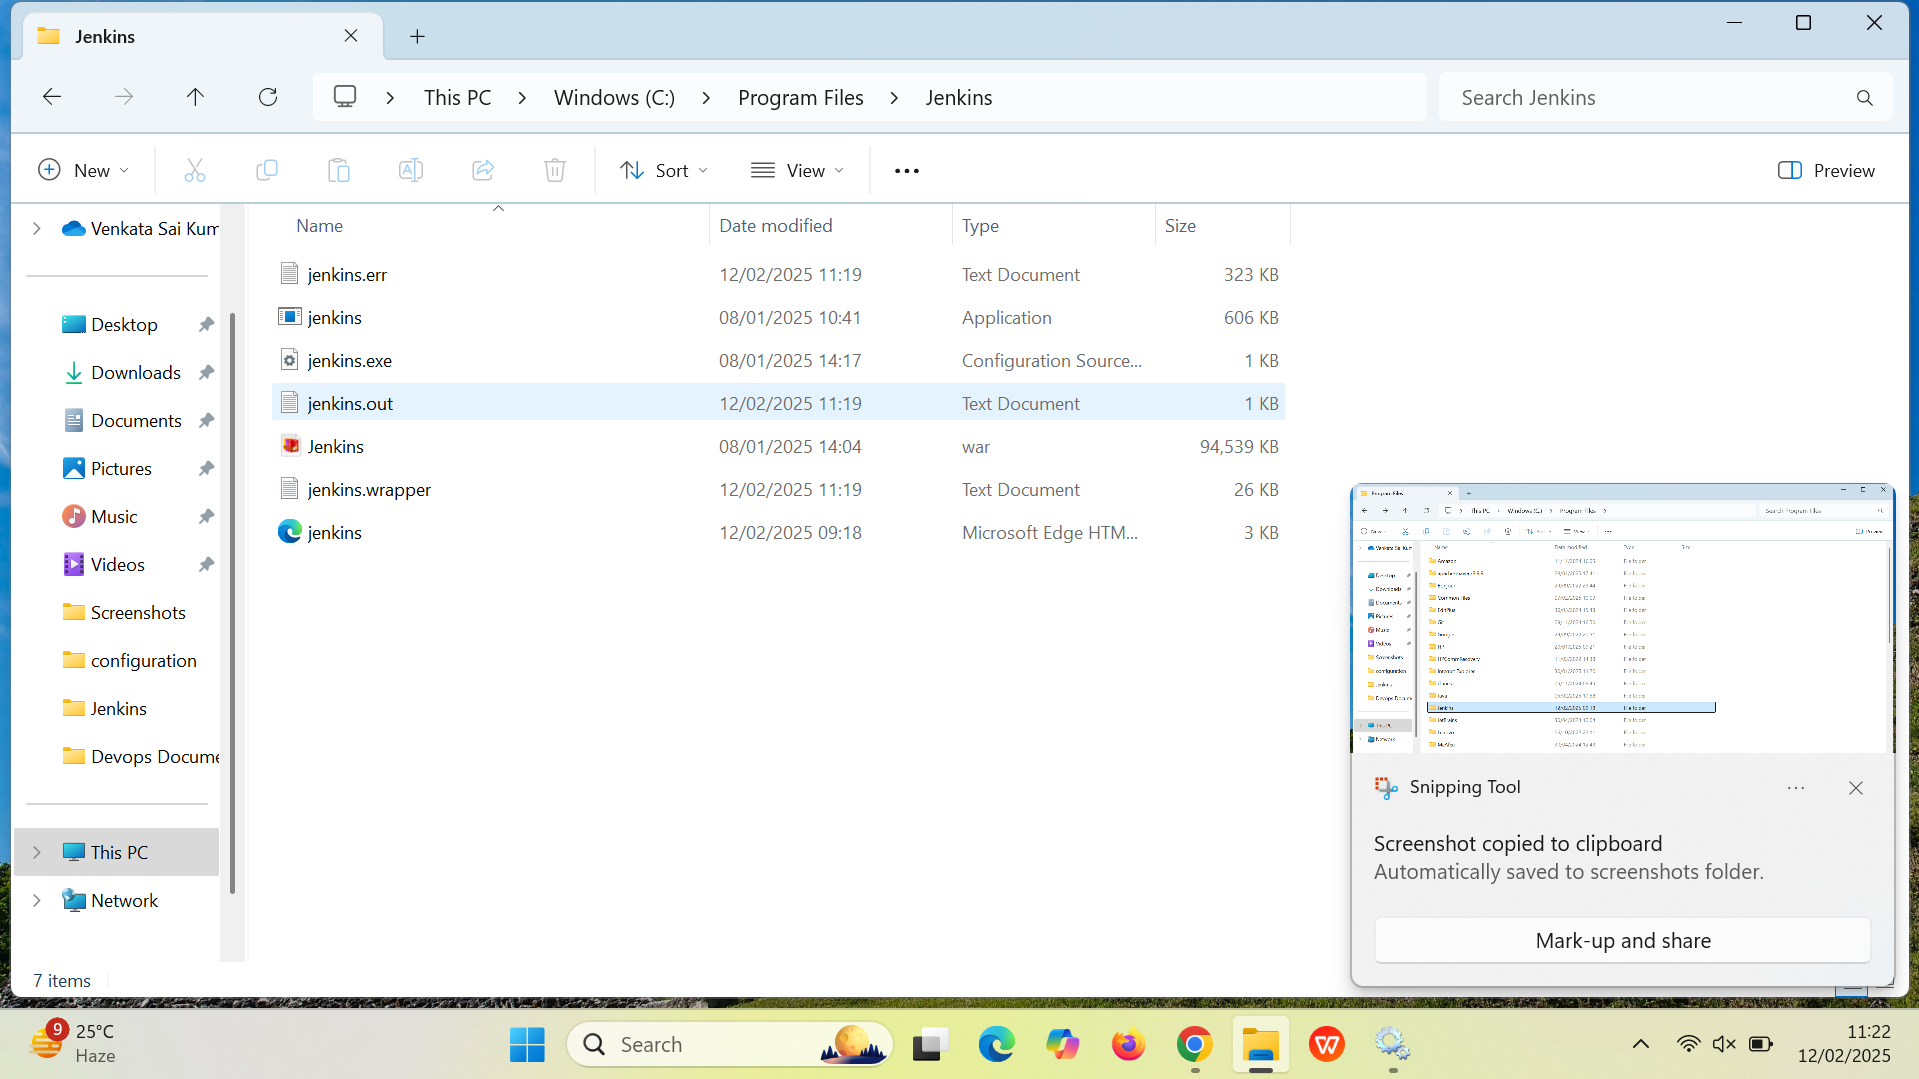 Jenkins
This PC
Windows (C:)
Program Files
Jenkins
Search Jenkins
New
Sort
View
Preview
Venkata Sai Kum
Desktop
Downloads
Documents
Pictures
Music
Videos
Screenshots
configuration
Jenkins
Devops Docume
This PC
Network
Name Date modified Type Size
jenkins.err 12/02/2025 11:19 Text Document 323 KB
jenkins 08/01/2025 10:41 Application 606 KB
jenkins.exe 08/01/2025 14:17 Configuration Source... 1 KB
jenkins.out 12/02/2025 11:19 Text Document 1 KB
Jenkins 08/01/2025 14:04 war 94,539 KB
jenkins.wrapper 12/02/2025 11:19 Text Document 26 KB
jenkins 12/02/2025 09:18 Microsoft Edge HTM... 3 KB
7 items
Snipping Tool
Screenshot copied to clipboard
Automatically saved to screenshots folder.
Mark-up and share
9
25°C
Haze
Search
11:22
12/02/2025